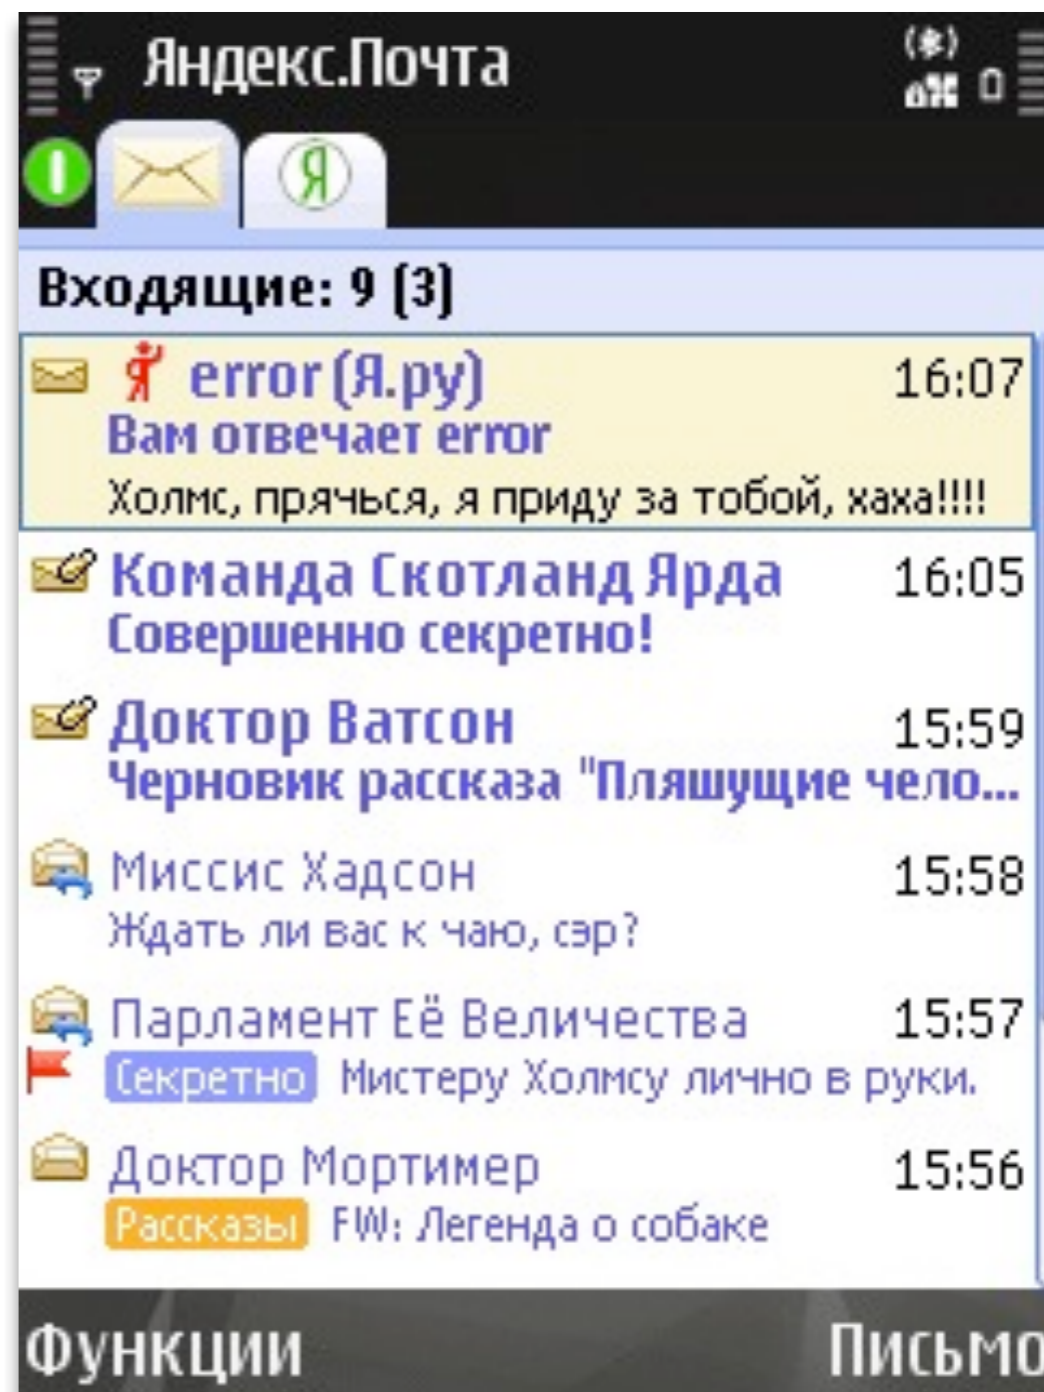 Яндекс.Почта
Я
Входящие: 9 (3)
error (Я.ру) 16:07
Вам отвечает error
Холмс, прячься, я приду за тобой, хаха!!!!
Команда Скотланд Ярда 16:05
Совершенно секретно!
Доктор Ватсон 15:59
Черновик рассказа "Пляшущие чело...
Миссис Хадсон 15:58
Ждать ли вас к чаю, сэр?
Парламент Её Величества 15:57
Секретно Мистеру Холмсу лично в руки.
Доктор Мортимер 15:56
Рассказы FW: Легенда о собаке
Функции Письмо